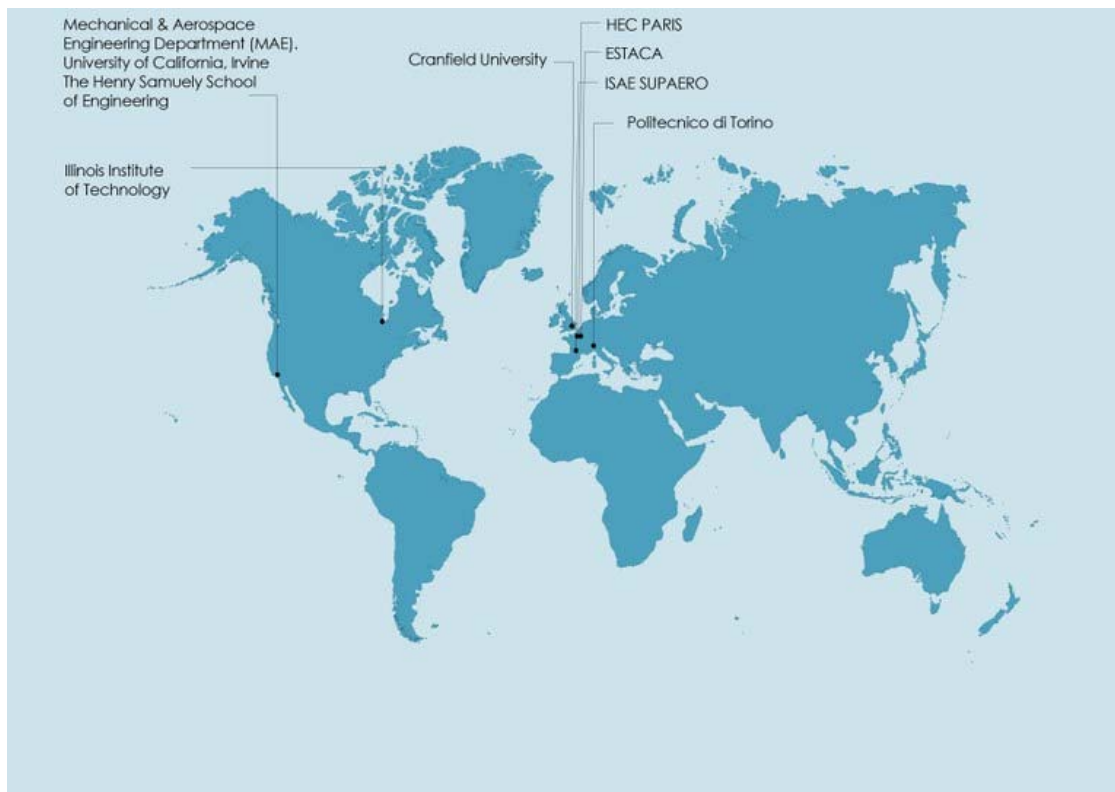 Mechanical & Aerospace
Engineering Department (MAE).
University of California, Irvine
The Henry Samuely School
of Engineering
Illinois Institute
of Technology
Cranfield University
HEC PARIS
ESTACA
ISAE SUPAERO
Politecnico di Torino